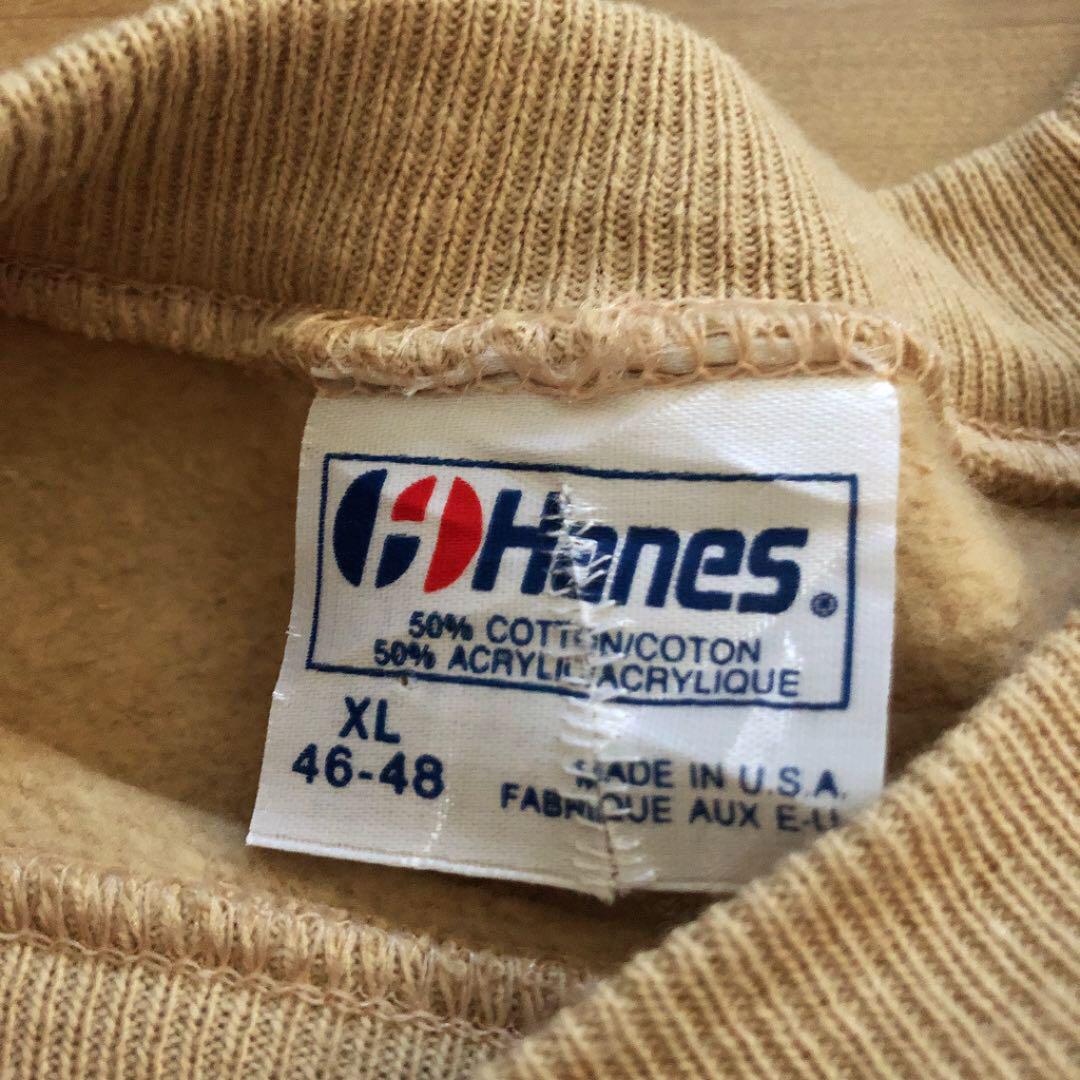 Hanes®
50% COTTON/COTON
50% ACRYLIC/ACRYLIQUE
XL
46-48
MADE IN U.S.A.
FABRIQUE AUX E-U